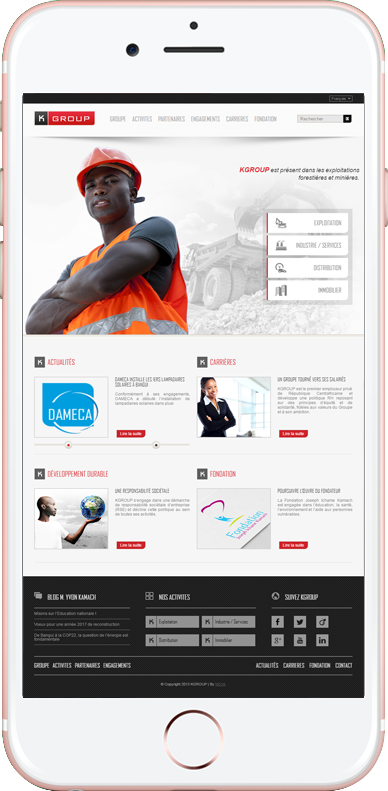 Français
K GROUP
GROUPE ACTIVITES PARTENAIRES ENGAGEMENTS CARRIERES FONDATION
Rechercher
KGROUP est présent dans les exploitations
forestières et minières.
EXPLOITATION
INDUSTRIE / SERVICES
DISTRIBUTION
IMMOBILIER
K ACTUALITÉS
DAMECA INSTALLE LES 1ERS LAMPADAIRES
SOLAIRES A BANGUI
Conformément à ses engagements,
DAMECA a débuté l'installation de
lampadaires solaires dans pour
DAMECA
Lire la suite
K CARRIÈRES
UN GROUPE TOURNÉ VERS SES SALARIÉS
KGROUP est le premier employeur privé
de République Centrafricaine et
développe une politique RH reposant
sur des principes d'équité et de
solidarité, fidèles aux valeurs du Groupe
et à son ambition.
Lire la suite
K DÉVELOPPEMENT DURABLE
UNE RESPONSABILITÉ SOCIÉTALE
KGROUP s'engage dans une démarche
de responsabilité sociétale d'entreprise
(RSE) et décline cette politique au sein
de toutes ses activités.
Lire la suite
K FONDATION
POURSUIVRE L'ŒUVRE DU FONDATEUR
La Fondation Joseph Ichame Kamach
est engagée dans l'éducation, la santé,
l'environnement et l'aide aux personnes
vulnérables.
Fondation
Lire la suite
BLOG M. YVON KAMACH
Misons sur l'Education nationale !
Voeux pour une année 2017 de reconstruction
De Bangui à la COP22, la question de l'énergie est
fondamentale
NOS ACTIVITES
K Exploitation
K Industrie / Services
K Distribution
K Immobilier
SUIVEZ KGROUP
GROUPE ACTIVITES PARTENAIRES ENGAGEMENTS
ACTUALITÉS CARRIERES FONDATION CONTACT
© Copyright 2013 KGROUP | By